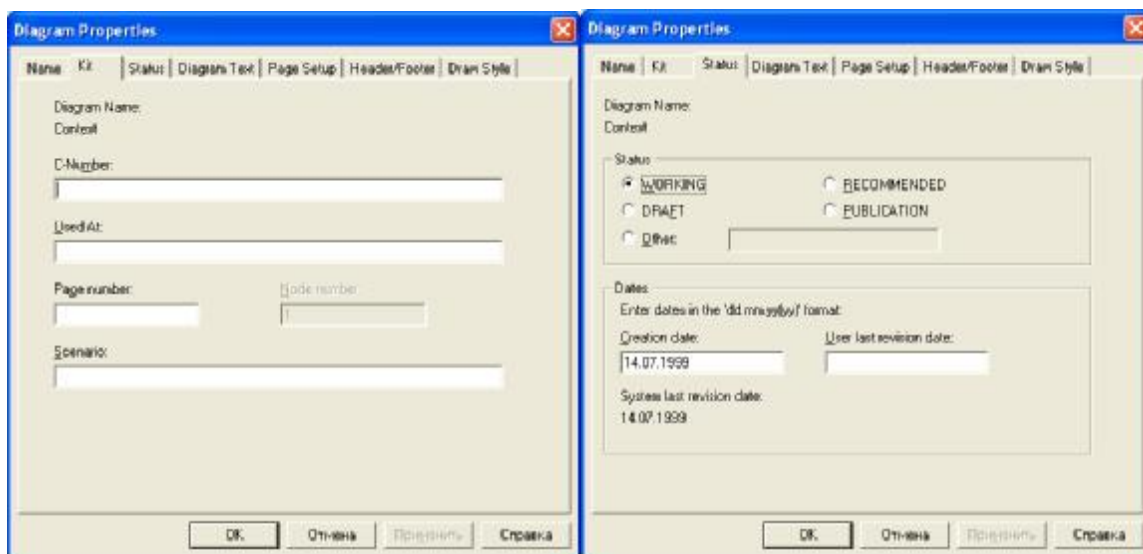 Diagram Properties
Name Kit Status Diagram Text Page Setup Header/Footer Draw Style
Diagram Name:
Context
C-Number:
Used At:
Page number: Node number:
1
Scenario:
OK Отмена Применить Справка
Diagram Properties
Name Kit Status Diagram Text Page Setup Header/Footer Draw Style
Diagram Name:
Context
Status
WORKING RECOMMENDED
DRAFT PUBLICATION
Other:
Dates
Enter dates in the 'dd.mm.yy[yy]' format:
Creation date: User last revision date:
14.07.1999
System last revision date:
14.07.1999
OK Отмена Применить Справка